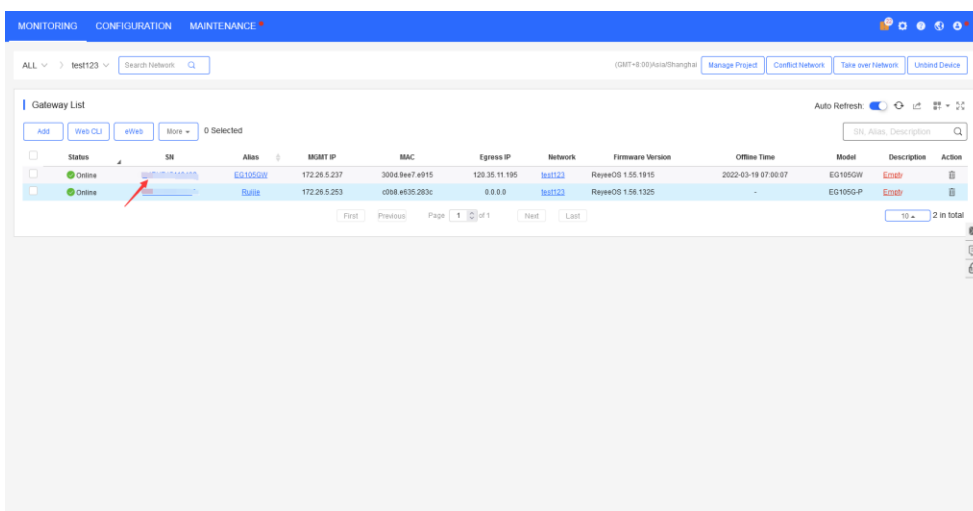 MONITORING CONFIGURATION MAINTENANCE
ALL > test123 Search Network (GMT+8:00)Asia/Shanghai Manage Project Conflict Network Take over Network Unbind Device
Gateway List Auto Refresh:
Add Web CLI eWeb More 0 Selected SN, Alias, Description
Status SN Alias MGMT IP MAC Egress IP Network Firmware Version Offline Time Model Description Action
Online EG105GW 172.26.5.237 300d.9ee7.e915 120.35.11.195 test123 ReyeeOS 1.55.1915 2022-03-19 07:00:07 EG105GW Empty
Online Ruijie 172.26.5.253 c0b8.e635.283c 0.0.0.0 test123 ReyeeOS 1.56.1325 - EG105G-P Empty
First Previous Page 1 of 1 Next Last 10 2 in total